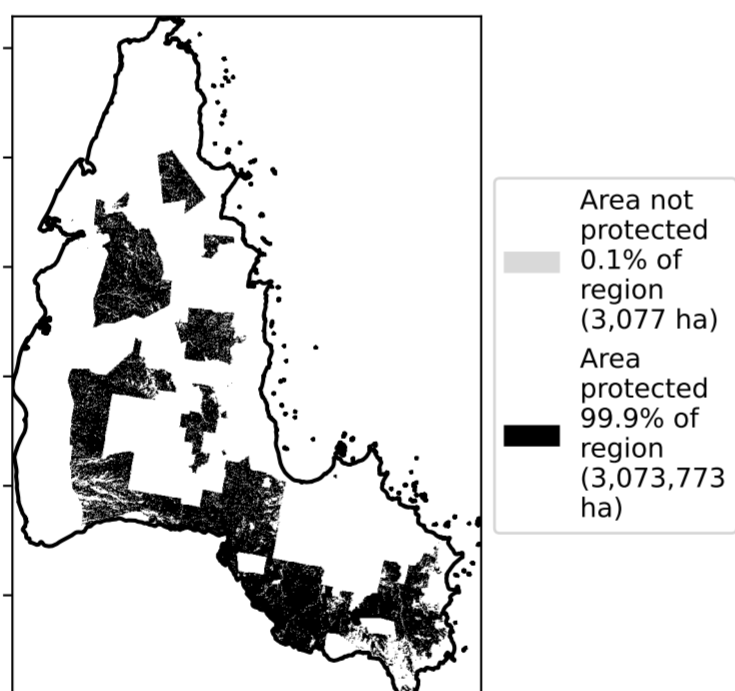 Area not
protected
0.1% of
region
(3,077 ha)
Area
protected
99.9% of
region
(3,073,773
ha)